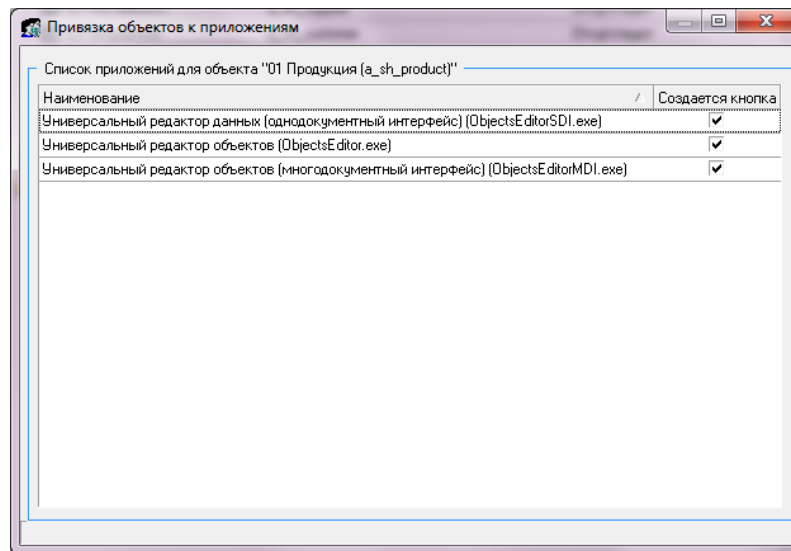 Привязка объектов к приложениям
Список приложений для объекта "01 Продукция (a_sh_product)"
Наименование Создается кнопка
Универсальный редактор данных (однодокументный интерфейс) (ObjectsEditorSDI.exe)
Универсальный редактор объектов (ObjectsEditor.exe)
Универсальный редактор объектов (многодокументный интерфейс) (ObjectsEditorMDI.exe)